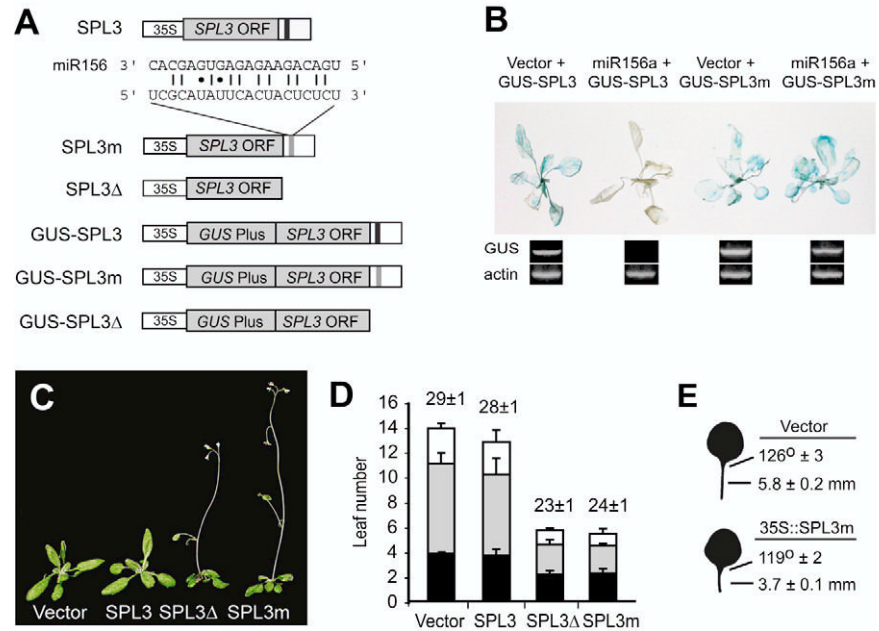 A
SPL3
35S SPL3 ORF
miR156 3' CACGAGUGAGAGAAGACAGU 5'
5' UCGCAUAUUCACUACUCUCU 3'
SPL3m
35S SPL3 ORF
SPL3Δ
35S SPL3 ORF
GUS-SPL3
35S GUS Plus SPL3 ORF
GUS-SPL3m
35S GUS Plus SPL3 ORF
GUS-SPL3Δ
35S GUS Plus SPL3 ORF
B
Vector + GUS-SPL3
miR156a + GUS-SPL3
Vector + GUS-SPL3m
miR156a + GUS-SPL3m
GUS
actin
C
Vector SPL3 SPL3Δ SPL3m
D
Leaf number
16
14
12
10
8
6
4
2
0
29±1
28±1
23±1
24±1
Vector SPL3 SPL3Δ SPL3m
E
Vector
126º ± 3
5.8 ± 0.2 mm
35S::SPL3m
119º ± 2
3.7 ± 0.1 mm